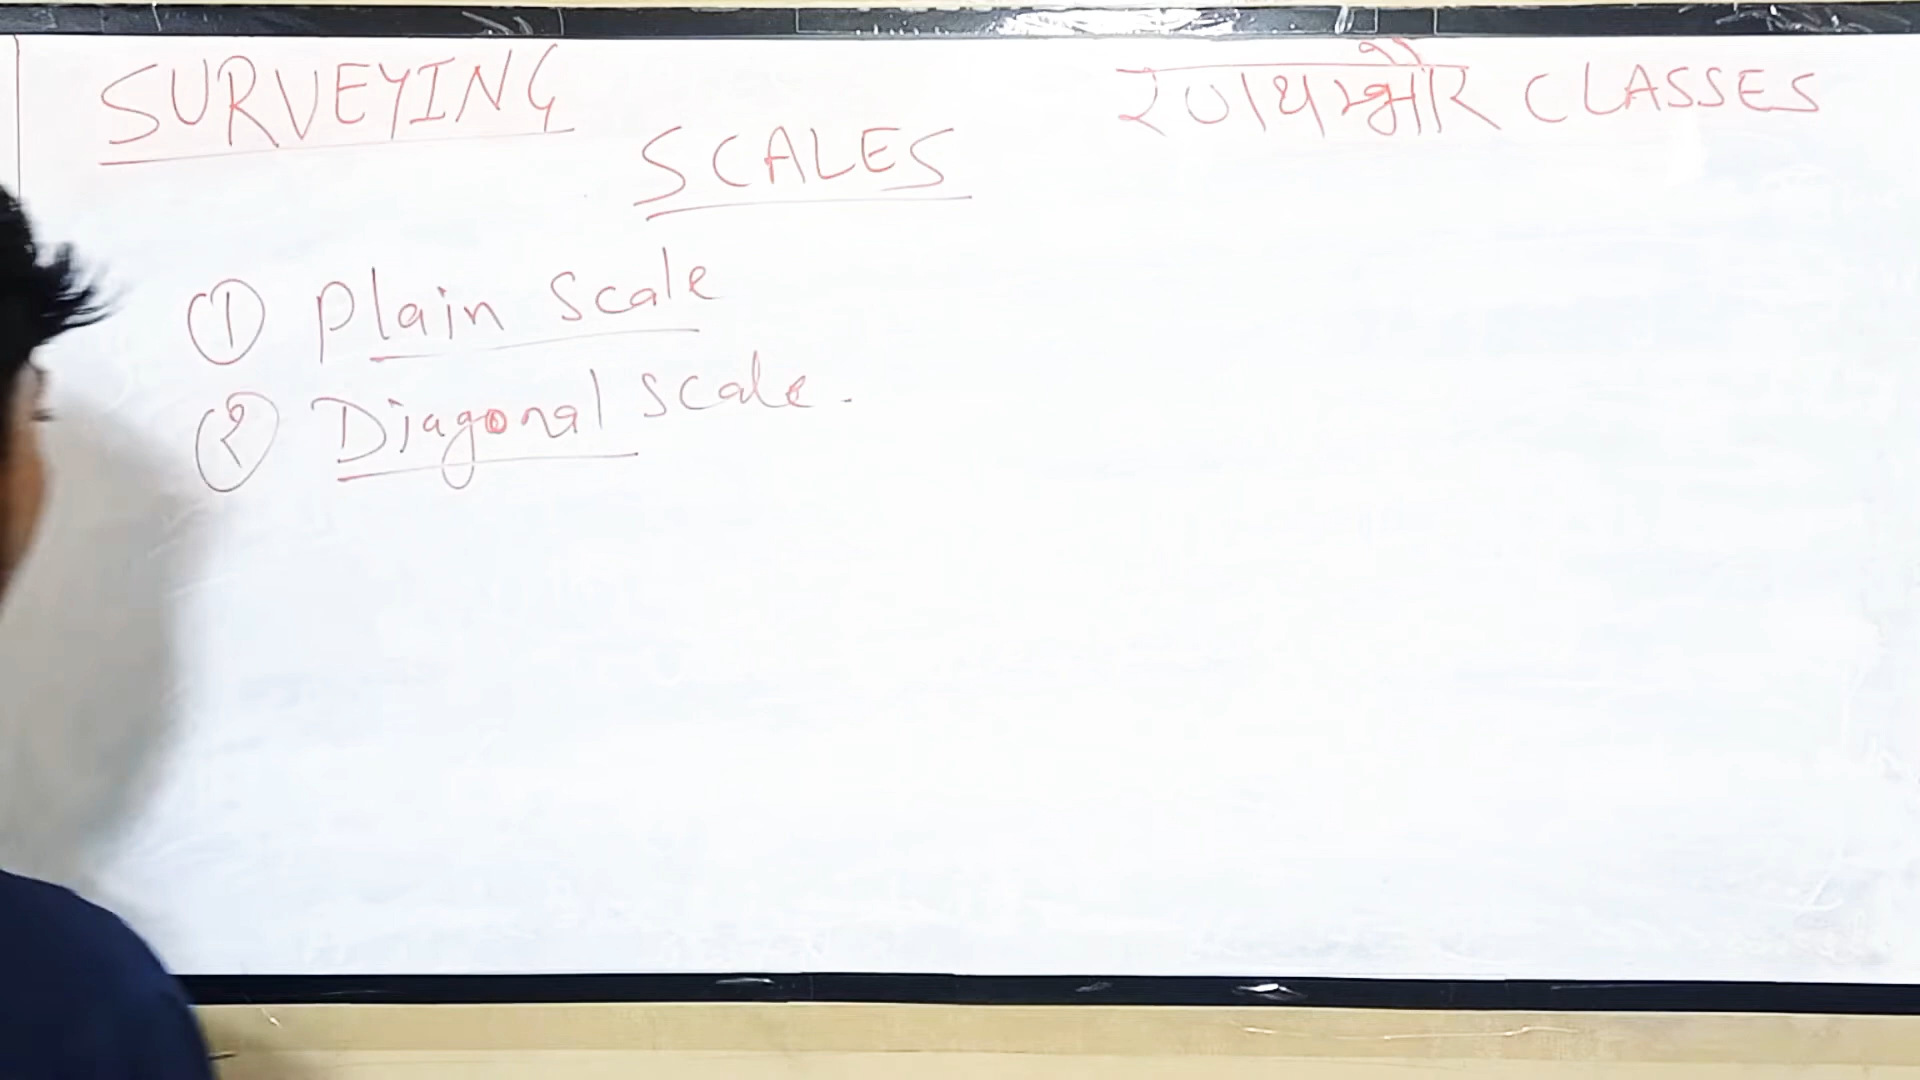 SURVEYING
रणथम्भौर CLASSES
SCALES
① Plain Scale
② Diagonal Scale.